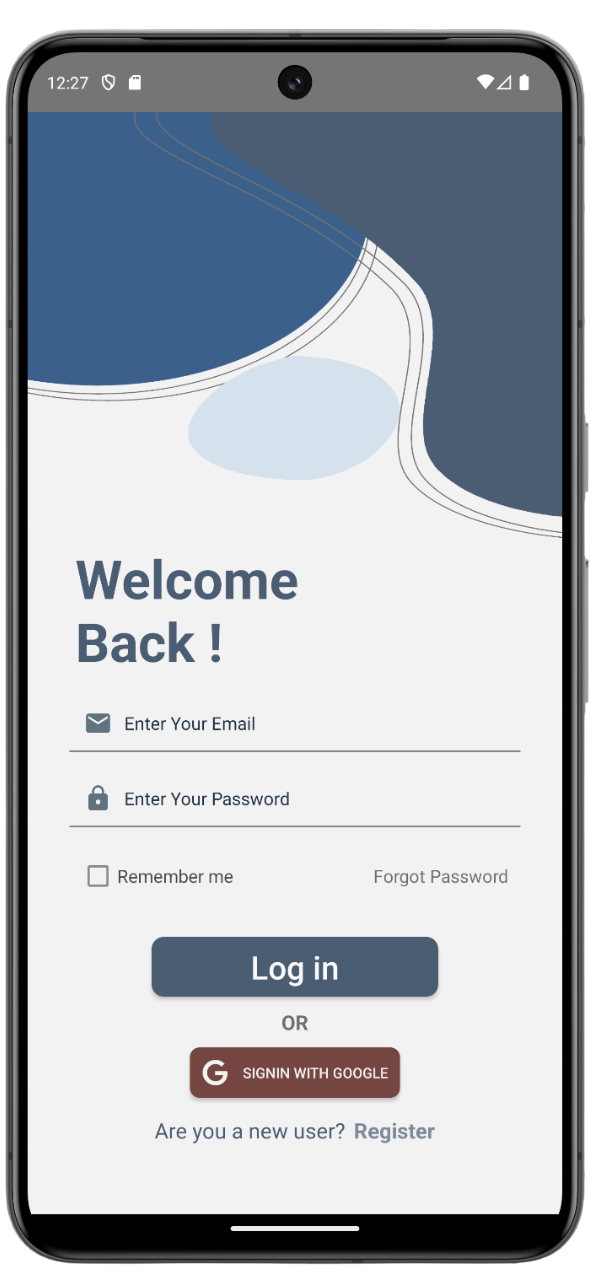 12:27
Welcome
Back !
Enter Your Email
Enter Your Password
Remember me Forgot Password
Log in
OR
G SIGNIN WITH GOOGLE
Are you a new user? Register